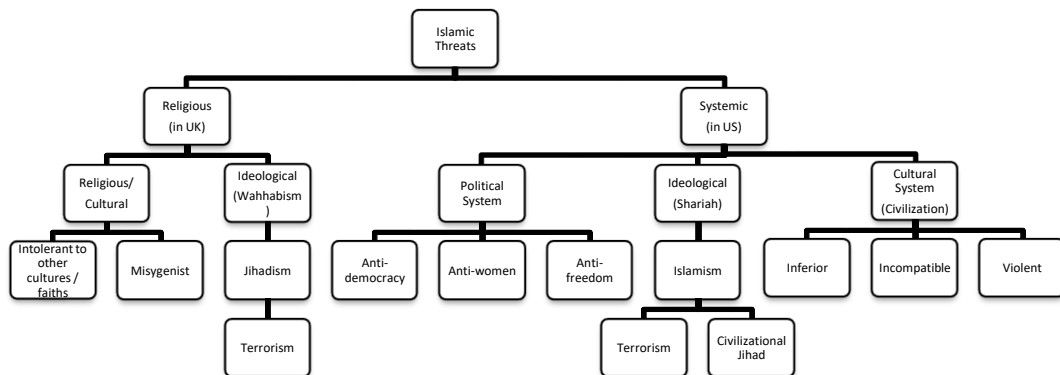 Islamic
Threats
Religious
(in UK)
Systemic
(in US)
Religious/
Cultural
Ideological
(Wahhabism
)
Political
System
Ideological
(Shariah)
Cultural
System
(Civilization)
Intolerant to
other
cultures /
faiths
Misygenist
Jihadism
Anti-
democracy
Anti-women
Anti-
freedom
Islamism
Inferior
Incompatible
Violent
Terrorism
Terrorism
Civilizational
Jihad